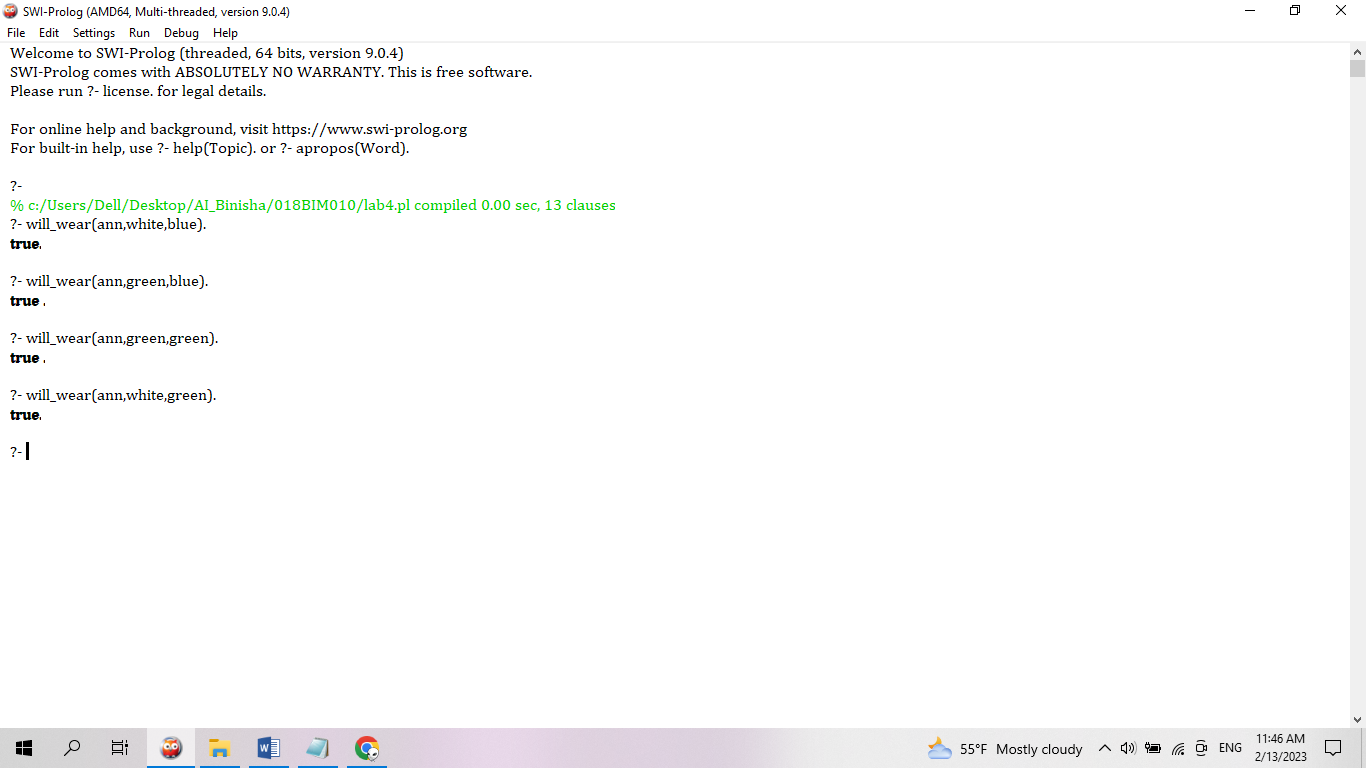 SWI-Prolog (AMD64, Multi-threaded, version 9.0.4)
File Edit Settings Run Debug Help
Welcome to SWI-Prolog (threaded, 64 bits, version 9.0.4)
SWI-Prolog comes with ABSOLUTELY NO WARRANTY. This is free software.
Please run ?- license. for legal details.
For online help and background, visit https://www.swi-prolog.org
For built-in help, use ?- help(Topic). or ?- apropos(Word).
?-
% c:/Users/Dell/Desktop/AI_Binisha/018BIM010/lab4.pl compiled 0.00 sec, 13 clauses
?- will_wear(ann,white,blue).
true.
?- will_wear(ann,green,blue).
true .
?- will_wear(ann,green,green).
true .
?- will_wear(ann,white,green).
true.
?-
55°F Mostly cloudy
ENG
11:46 AM
2/13/2023